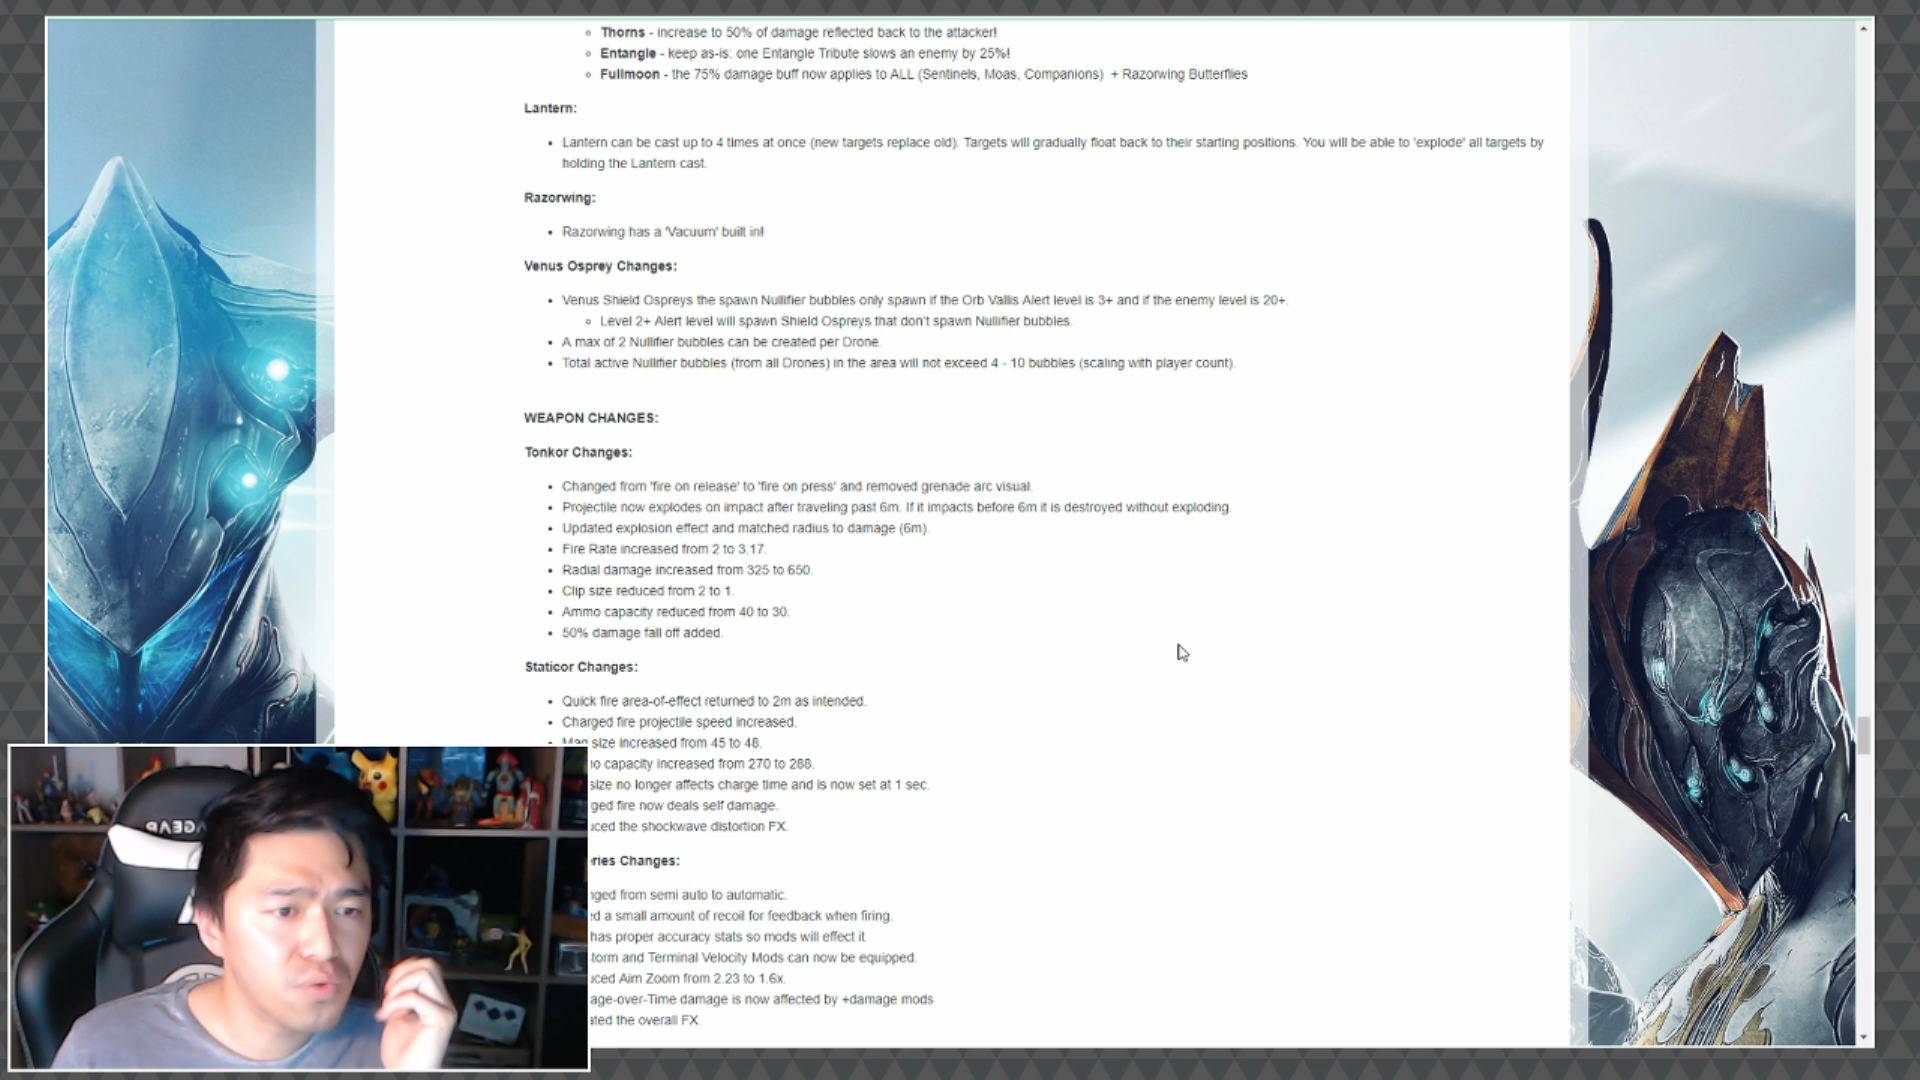 Thorns - increase to 50% of damage reflected back to the attacker!
Entangle - keep as-is: one Entangle Tribute slows an enemy by 25%!
Fullmoon - the 75% damage buff now applies to ALL (Sentinels, Moas, Companions) + Razorwing Butterflies
Lantern:
Lantern can be cast up to 4 times at once (new targets replace old). Targets will gradually float back to their starting positions. You will be able to 'explode' all targets by
holding the Lantern cast.
Razorwing:
Razorwing has a 'Vacuum' built in!
Venus Osprey Changes:
Venus Shield Ospreys the spawn Nullifier bubbles only spawn if the Orb Vallis Alert level is 3+ and if the enemy level is 20+.
Level 2+ Alert level will spawn Shield Ospreys that don't spawn Nullifier bubbles.
A max of 2 Nullifier bubbles can be created per Drone.
Total active Nullifier bubbles (from all Drones) in the area will not exceed 4 - 10 bubbles (scaling with player count).
WEAPON CHANGES:
Tonkor Changes:
Changed from 'fire on release' to 'fire on press' and removed grenade arc visual.
Projectile now explodes on impact after traveling past 6m. If it impacts before 6m it is destroyed without exploding.
Updated explosion effect and matched radius to damage (6m).
Fire Rate increased from 2 to 3.17.
Radial damage increased from 325 to 650.
Clip size reduced from 2 to 1.
Ammo capacity reduced from 40 to 30.
50% damage fall off added.
Staticor Changes:
Quick fire area-of-effect returned to 2m as intended.
Charged fire projectile speed increased.
Mag size increased from 45 to 48.
capacity increased from 270 to 288.
size no longer affects charge time and is now set at 1 sec.
ged fire now deals self damage.
uced the shockwave distortion FX.
ries Changes:
nged from semi auto to automatic.
ed a small amount of recoil for feedback when firing.
has proper accuracy stats so mods will effect it
torm and Terminal Velocity Mods can now be equipped.
uced Aim Zoom from 2.23 to 1.6x.
age-over-Time damage is now affected by +damage mods
ated the overall FX.